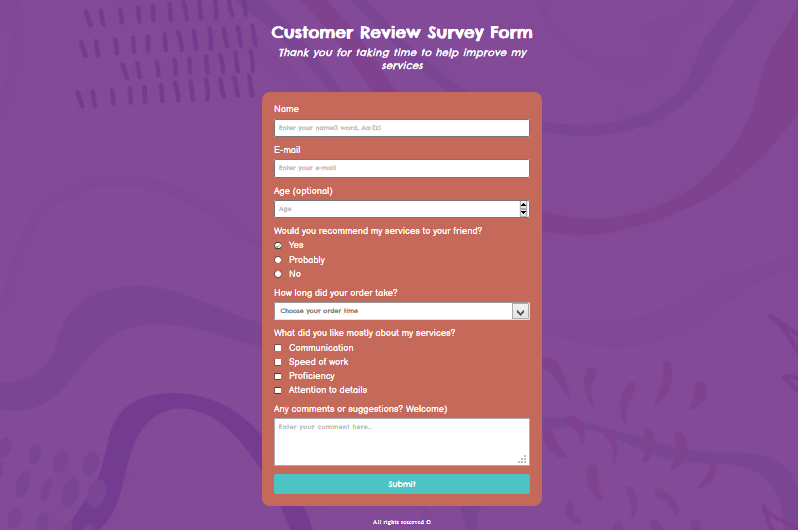 Customer Review Survey Form
Thank you for taking time to help improve my
services
Name
Enter your name(1 word, Aa-Zz)
E-mail
Enter your e-mail
Age (optional)
Age
Would you recommend my services to your friend?
Yes
Probably
No
How long did your order take?
Choose your order time
What did you like mostly about my services?
Communication
Speed of work
Proficiency
Attention to details
Any comments or suggestions? Welcome)
Enter your comment here...
Submit
All rights reserved ©